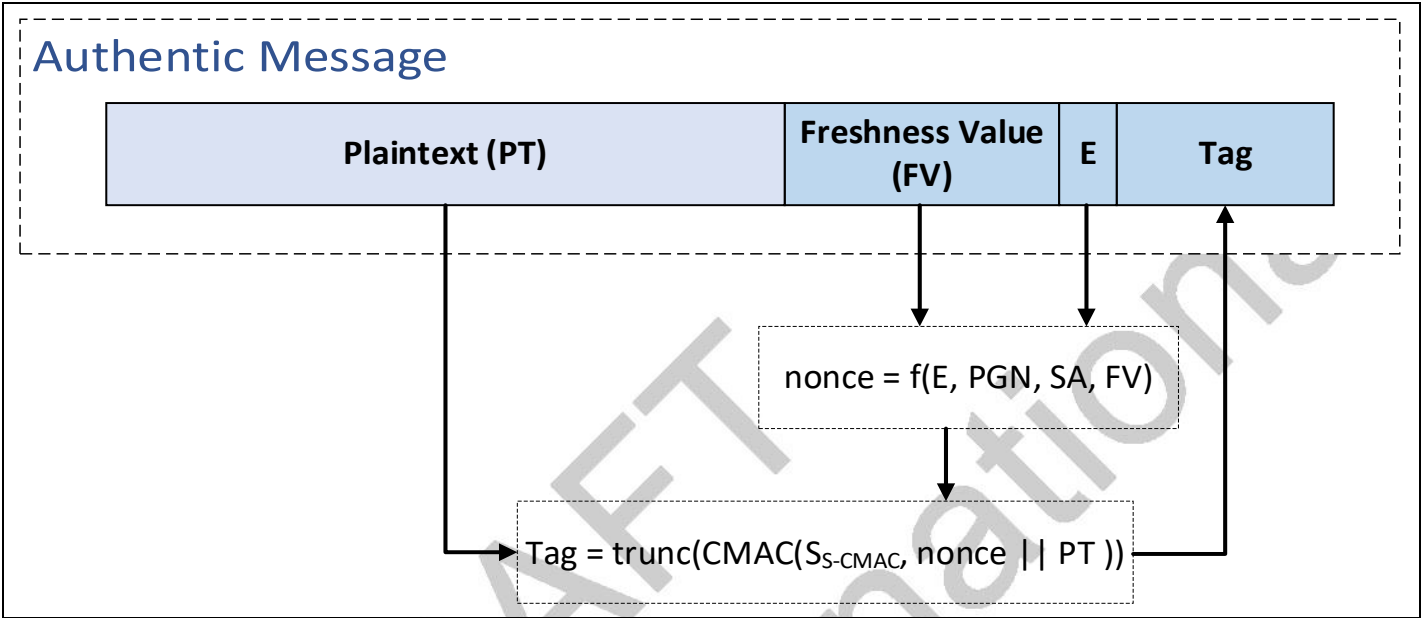 Authentic Message
Plaintext (PT)
Freshness Value
(FV)
E
Tag
nonce = f(E, PGN, SA, FV)
Tag = trunc(CMAC(SS-CMAC, nonce || PT ))